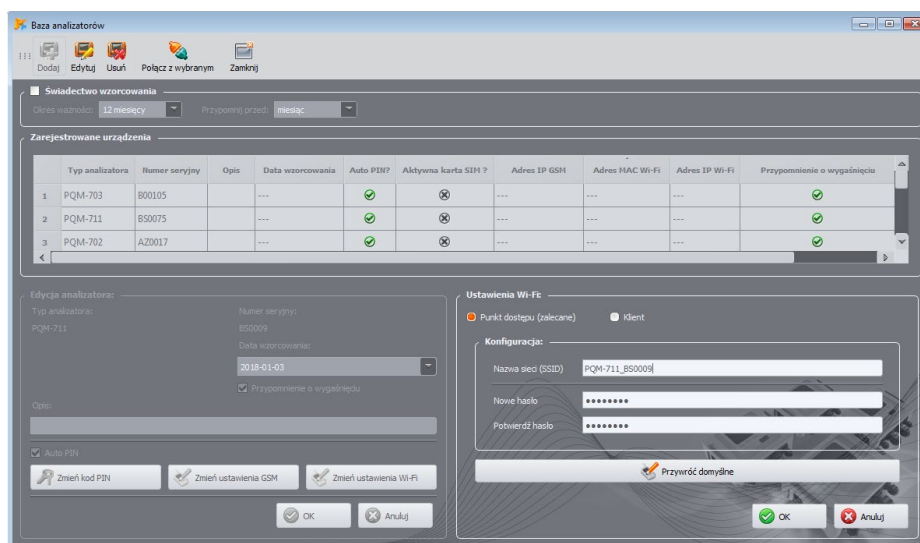 Baza analizatorów
Dodaj Edytuj Usuń Połącz z wybranym Zamknij
Świadectwo wzorcowania
Okres ważności: 12 miesięcy Przypomnij przed: miesiąc
Zarejestrowane urządzenia
Typ analizatora Numer seryjny Opis Data wzorcowania Auto PIN? Aktywna karta SIM ? Adres IP GSM Adres MAC Wi-Fi Adres IP Wi-Fi Przypomnienie o wygaśnięciu
1 PQM-703 B00105 --- --- --- ---
2 PQM-711 BS0075 --- --- --- ---
3 PQM-702 AZ0017 --- --- --- ---
Edycja analizatora:
Typ analizatora: Numer seryjny:
PQM-711 BS0009
Data wzorcowania:
2018-01-03
Przypomnienie o wygaśnięciu
Opis:
Auto PIN
Zmień kod PIN Zmień ustawienia GSM Zmień ustawienia Wi-Fi
OK Anuluj
Ustawienia Wi-Fi:
Punkt dostępu (zalecane) Klient
Konfiguracja:
Nazwa sieci (SSID) PQM-711_BS0009
Nowe hasło ••••••••
Potwierdź hasło ••••••••
Przywróć domyślne
OK Anuluj